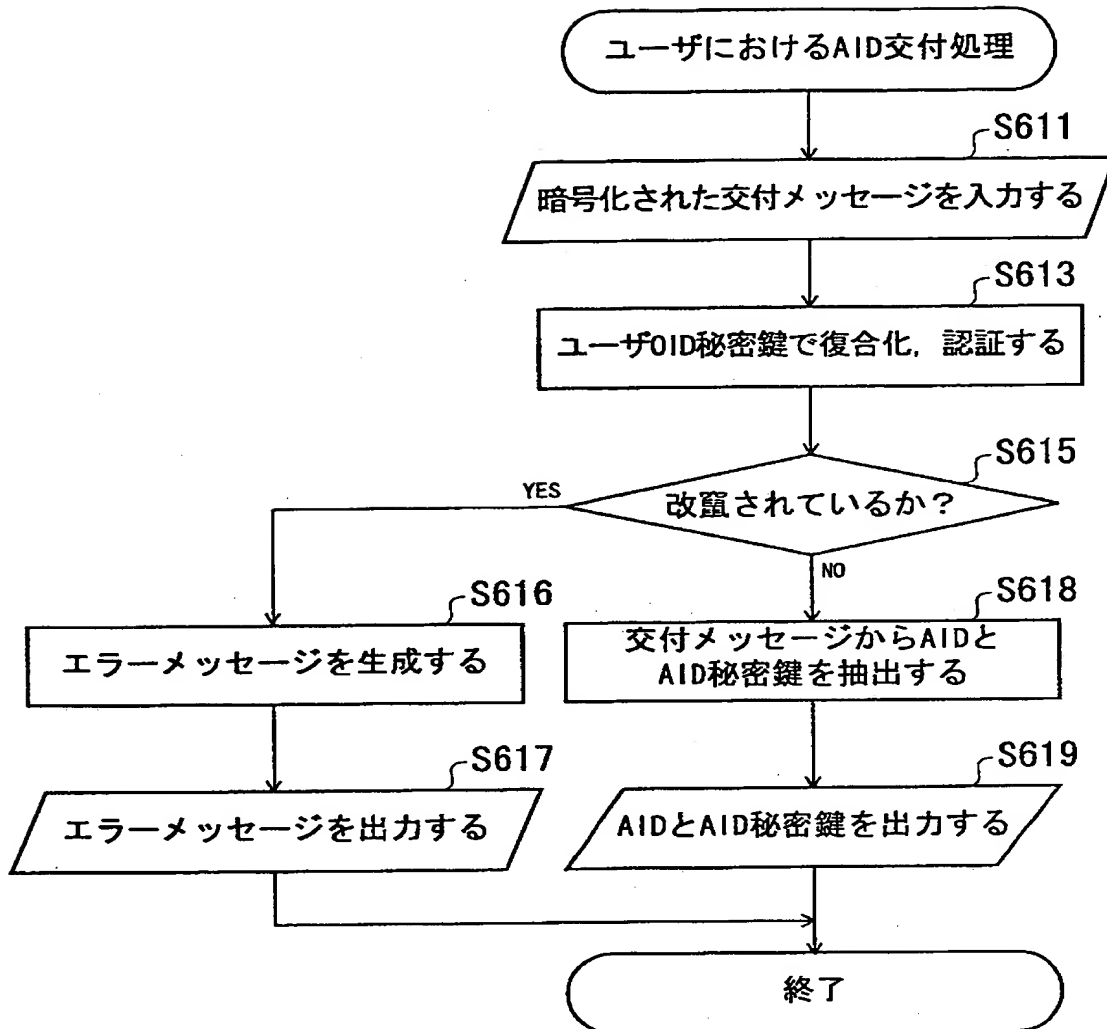 ユーザにおけるAID交付処理
S611
暗号化された交付メッセージを入力する
S613
ユーザOID秘密鍵で復合化，認証する
S615
改竄されているか？
YES
NO
S616
エラーメッセージを生成する
S618
交付メッセージからAIDと
AID秘密鍵を抽出する
S617
エラーメッセージを出力する
S619
AIDとAID秘密鍵を出力する
終了